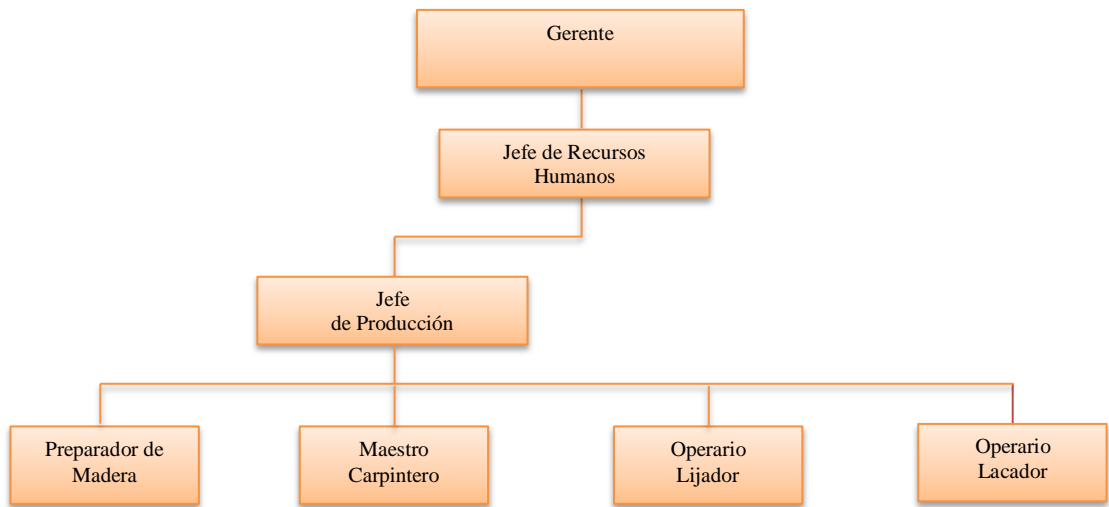 Gerente
Jefe de Recursos
Humanos
Jefe
de Producción
Preparador de
Madera
Maestro
Carpintero
Operario
Lijador
Operario
Lacador